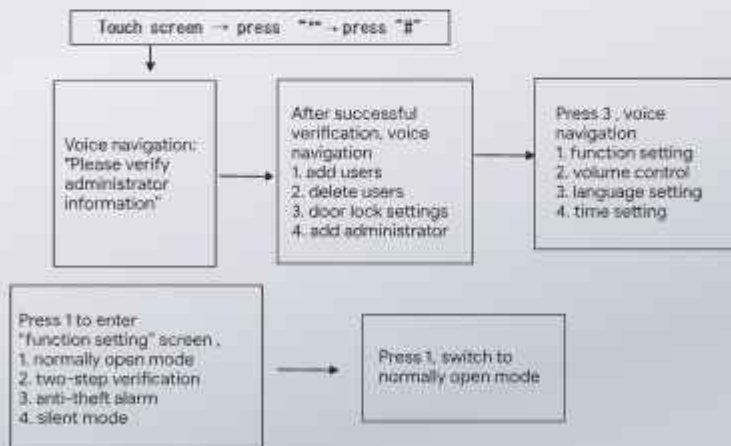 Touch screen → press "*" → press "#"
Voice navigation:
"Please verify
administrator
information"
After successful
verification, voice
navigation
1. add users
2. delete users
3. door lock settings
4. add administrator
Press 3 , voice
navigation
1. function setting
2. volume control
3. language setting
4. time setting
Press 1 to enter
"function setting" screen ,
1. normally open mode
2. two-step verification
3. anti-theft alarm
4. silent mode
Press 1, switch to
normally open mode